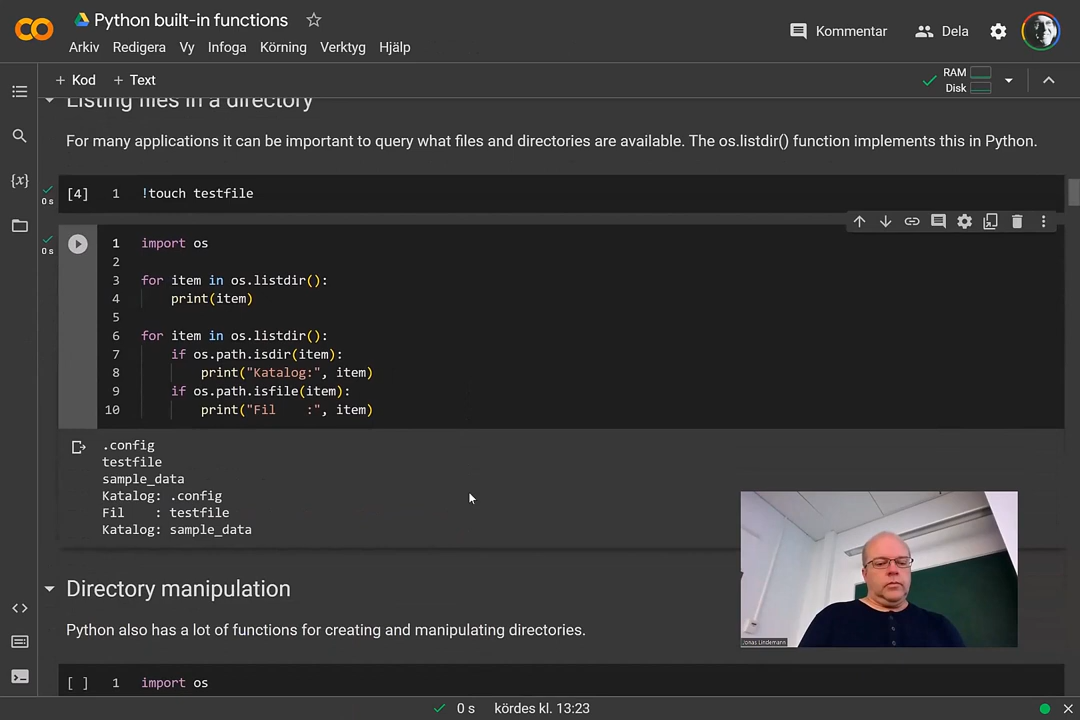 Python built-in functions
Arkiv Redigera Vy Infoga Körning Verktyg Hjälp
Kommentar
Dela
+ Kod + Text
RAM
Disk
Listing files in a directory
For many applications it can be important to query what files and directories are available. The os.listdir() function implements this in Python.
{x}
0 s
[4] 1 !touch testfile
0 s
1 import os
2
3 for item in os.listdir():
4 print(item)
5
6 for item in os.listdir():
7 if os.path.isdir(item):
8 print("Katalog:", item)
9 if os.path.isfile(item):
10 print("Fil    :", item)
.config
testfile
sample_data
Katalog: .config
Fil    : testfile
Katalog: sample_data
Directory manipulation
Python also has a lot of functions for creating and manipulating directories.
Jonas Lindemann
[ ] 1 import os
0 s kördes kl. 13:23